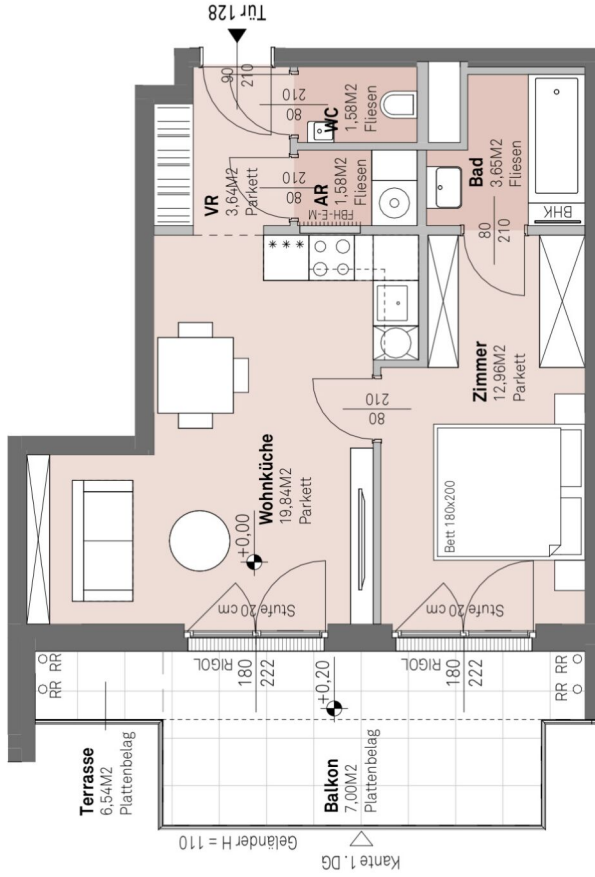 Tür 128
90
210
80
210
WC
1,58M2
Fliesen
VR
3,64M2
Parkett
80
210
AR
1,58M2
Fliesen
FBH-E-M
Bad
3,65M2
Fliesen
BHK
80
210
***
Zimmer
12,96M2
Parkett
80
210
Bett 180x200
Wohnküche
19,84M2
Parkett
+0,00
Stufe 20 cm
Stufe 20 cm
RIGOL
180
222
RIGOL
180
222
+0,20
RR
RR
RR
RR
Terrasse
6,54M2
Plattenbelag
Balkon
7,00M2
Plattenbelag
Geländer H = 110
Kante 1. DG